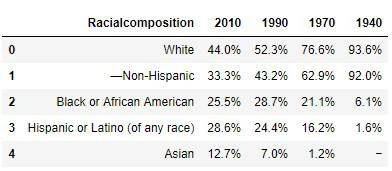 Racialcomposition 2010 1990 1970 1940
0 White 44.0% 52.3% 76.6% 93.6%
1 —Non-Hispanic 33.3% 43.2% 62.9% 92.0%
2 Black or African American 25.5% 28.7% 21.1% 6.1%
3 Hispanic or Latino (of any race) 28.6% 24.4% 16.2% 1.6%
4 Asian 12.7% 7.0% 1.2% −